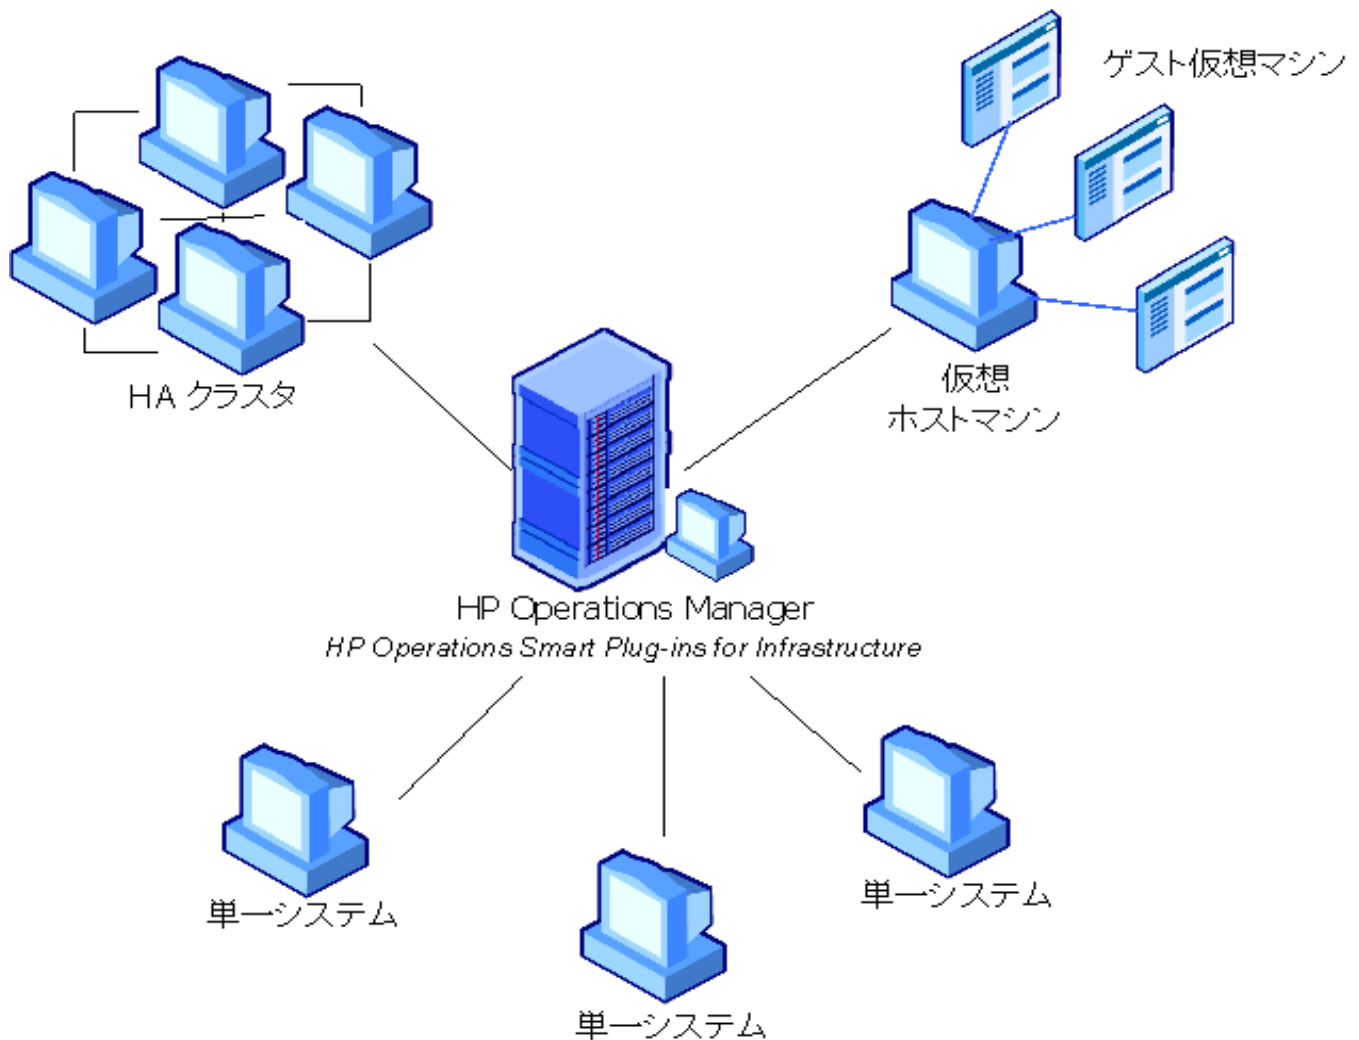 ゲスト仮想マシン
HA クラスタ
仮想
ホストマシン
HP Operations Manager
HP Operations Smart Plug-ins for Infrastructure
単一システム
単一システム
単一システム